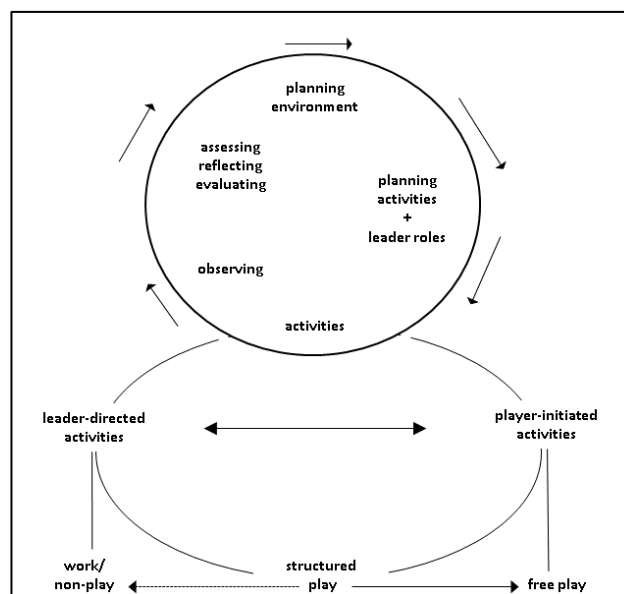 planning
environment
assessing
reflecting
evaluating
planning
activities
+
leader roles
observing
activities
leader-directed
activities
player-initiated
activities
work/
non-play
structured
play
free play